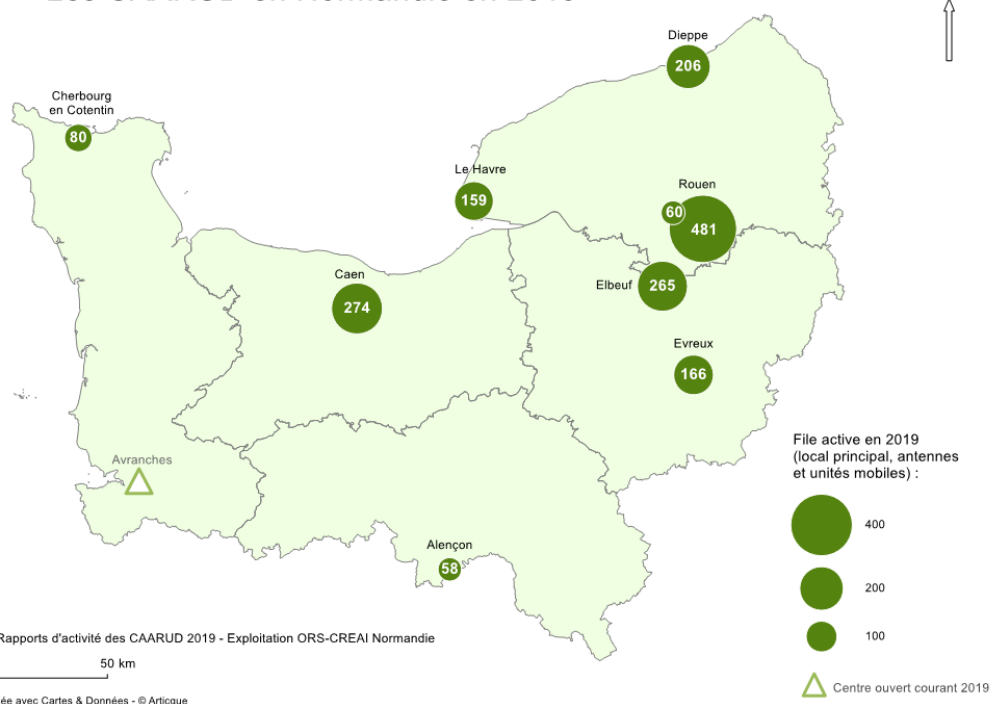 Dieppe
206
Cherbourg
en Cotentin
80
Le Havre
159
Rouen
60
481
Caen
274
Elbeuf
265
Evreux
166
Avranches
Alençon
58
File active en 2019
(local principal, antennes
et unités mobiles) :
400
200
100
Centre ouvert courant 2019
Rapports d'activité des CAARUD 2019 - Exploitation ORS-CREAI Normandie
50 km
ée avec Cartes & Données - © Articque